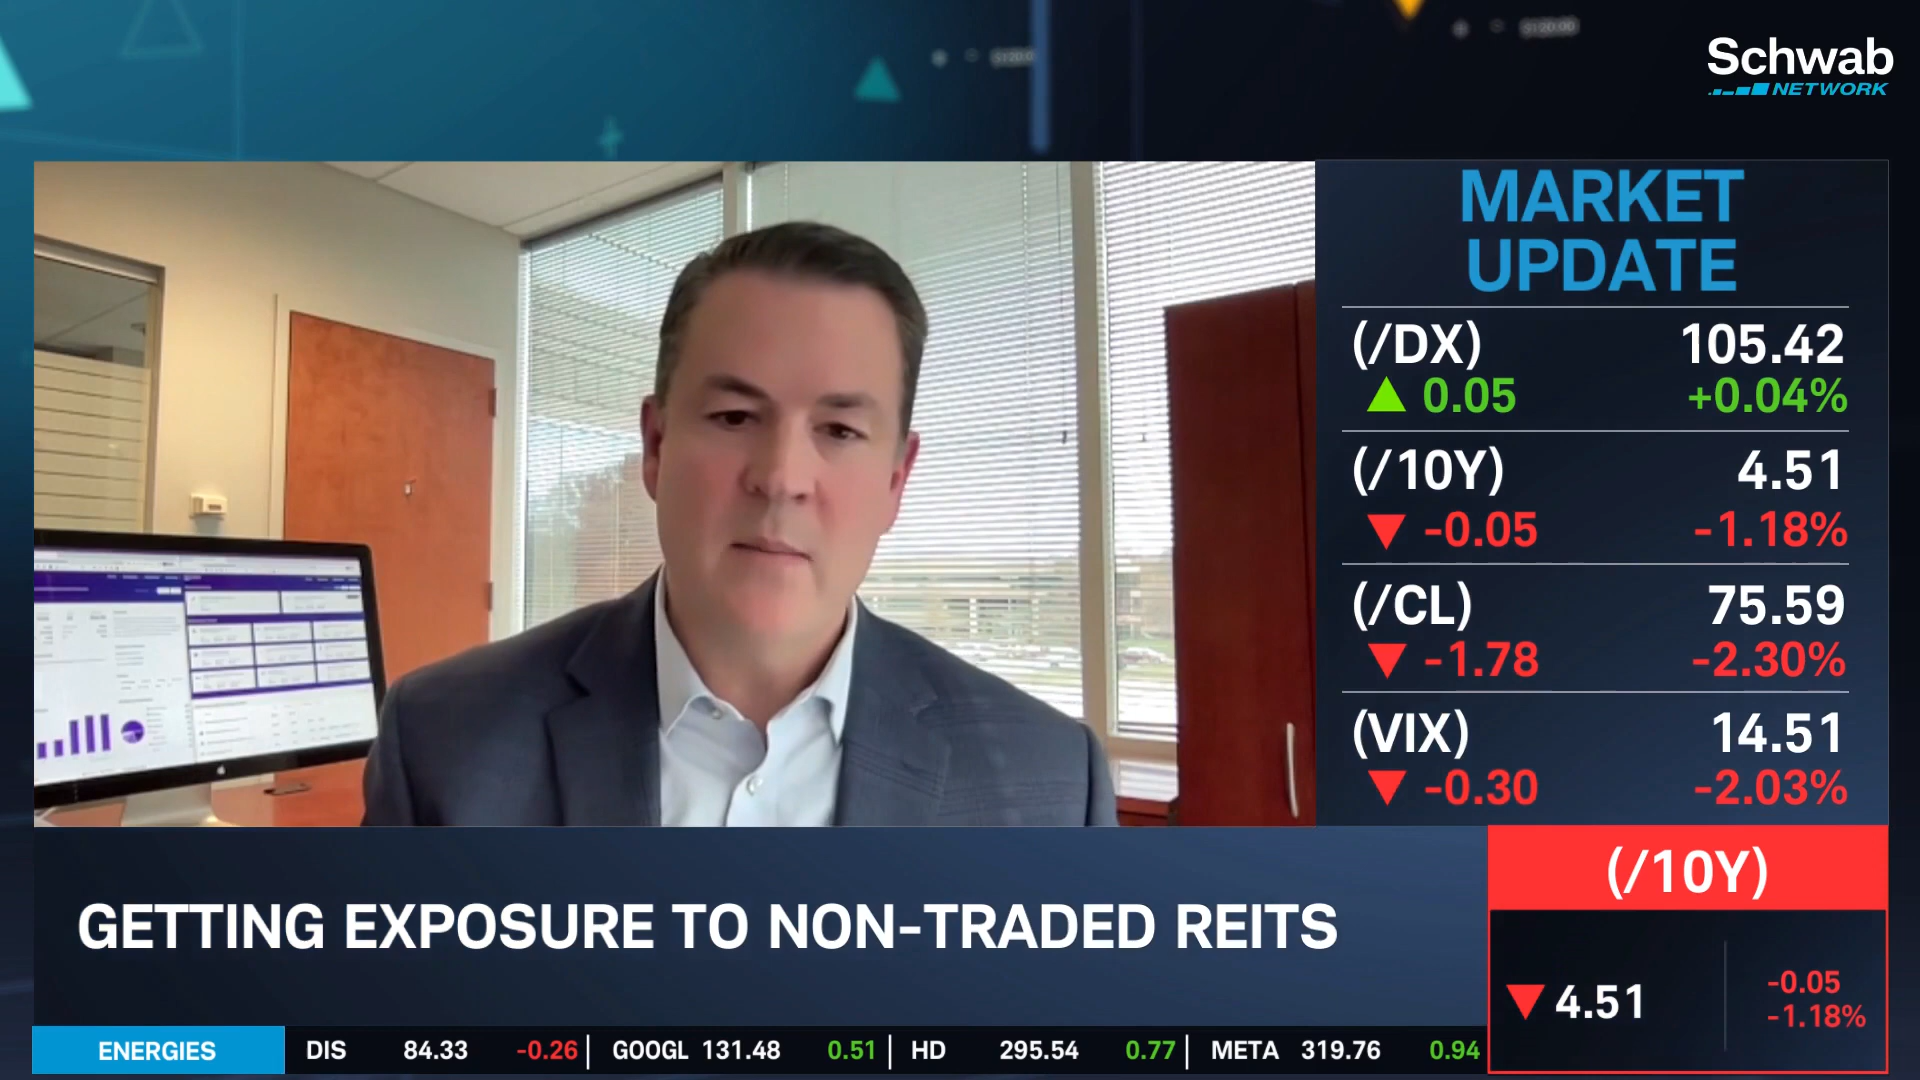 Schwab
NETWORK
MARKET
UPDATE
(/DX) 105.42
▲ 0.05 +0.04%
(/10Y) 4.51
▼ -0.05 -1.18%
(/CL) 75.59
▼ -1.78 -2.30%
(VIX) 14.51
▼ -0.30 -2.03%
GETTING EXPOSURE TO NON-TRADED REITS
(/10Y)
▼ 4.51
-0.05
-1.18%
ENERGIES DIS 84.33 -0.26 | GOOGL 131.48 0.51 | HD 295.54 0.77 | META 319.76 0.94